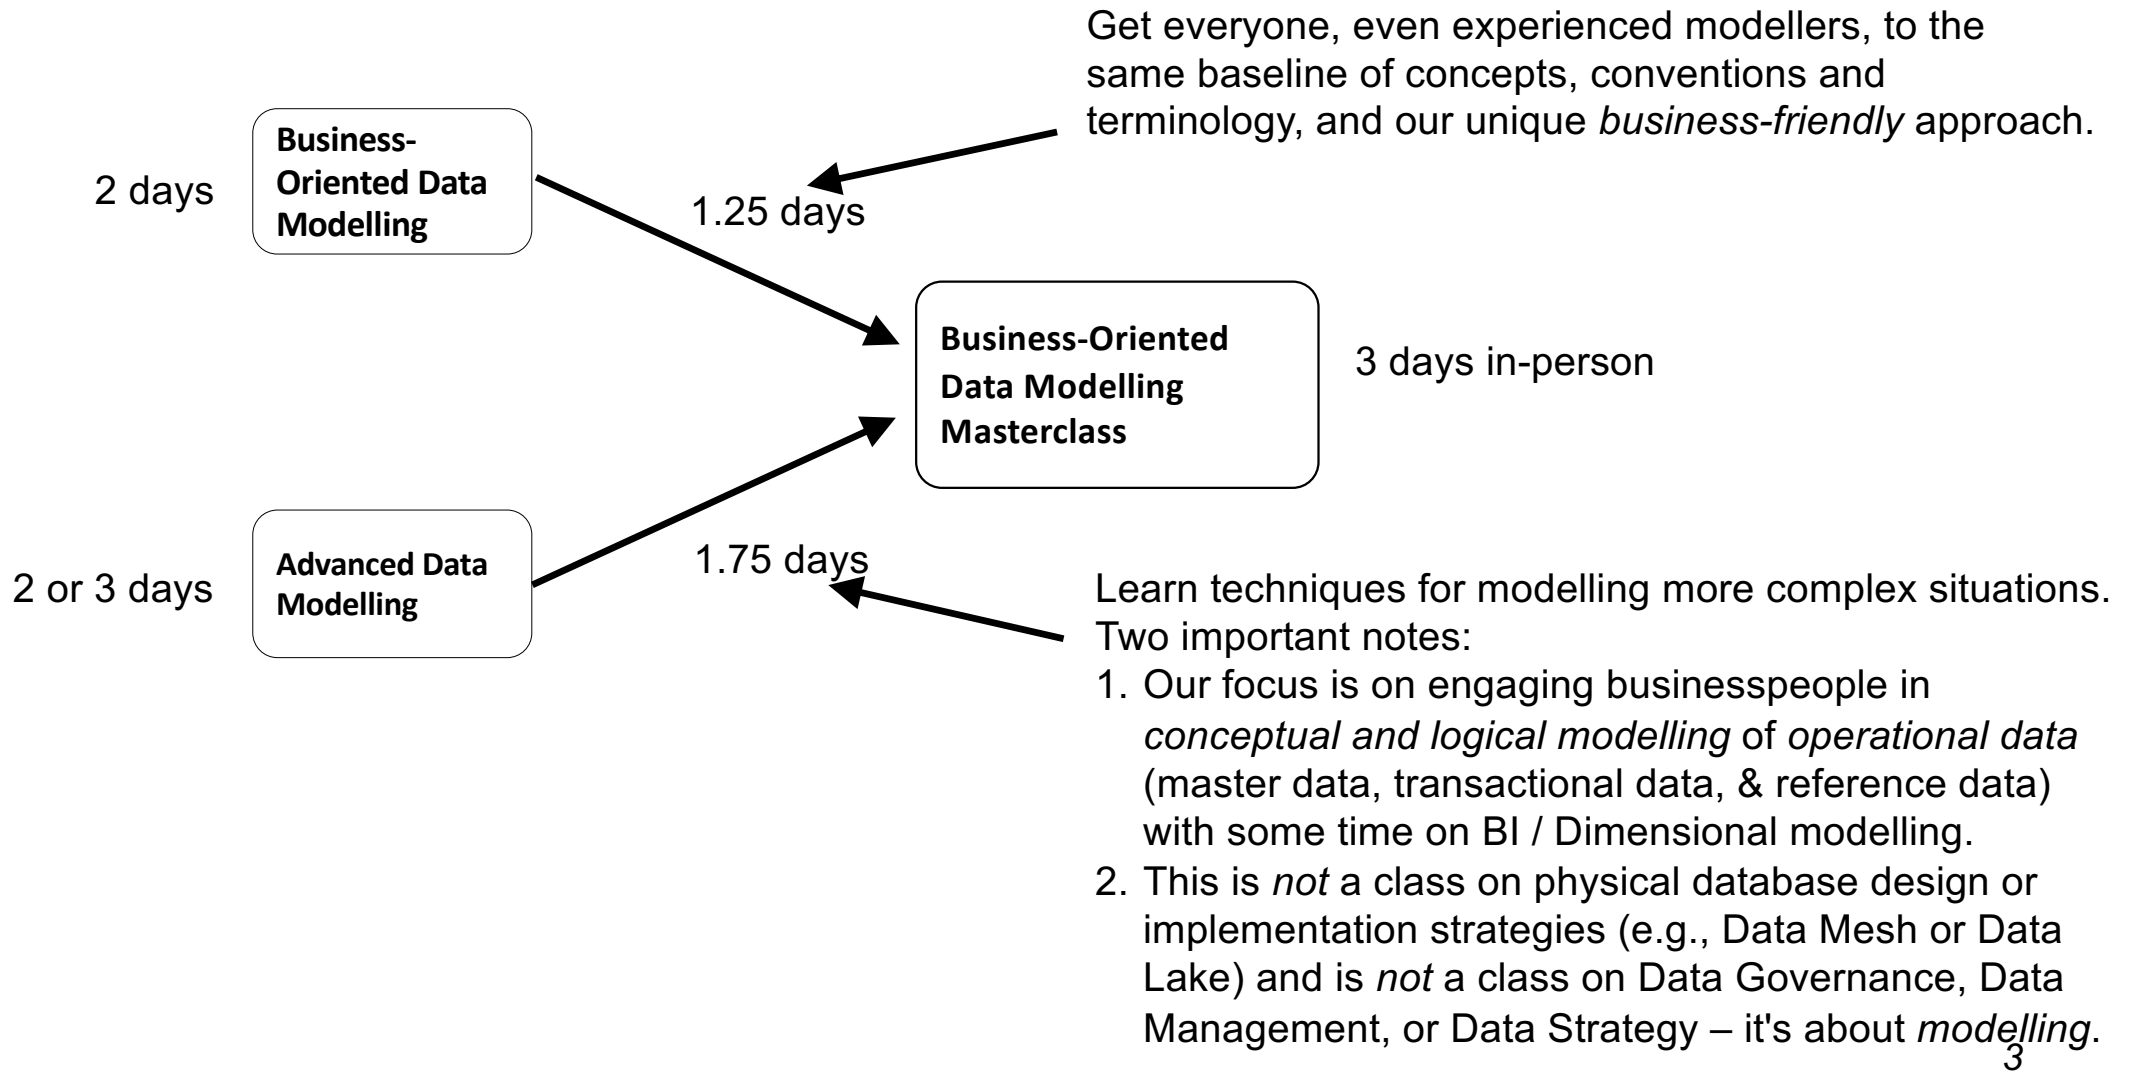 Get everyone, even experienced modellers, to the
same baseline of concepts, conventions and
terminology, and our unique business-friendly approach.
2 days
Business-
Oriented Data
Modelling
1.25 days
Business-Oriented
Data Modelling
Masterclass
3 days in-person
2 or 3 days
Advanced Data
Modelling
1.75 days
Learn techniques for modelling more complex situations.
Two important notes:
1. Our focus is on engaging businesspeople in
conceptual and logical modelling of operational data
(master data, transactional data, & reference data)
with some time on BI / Dimensional modelling.
2. This is not a class on physical database design or
implementation strategies (e.g., Data Mesh or Data
Lake) and is not a class on Data Governance, Data
Management, or Data Strategy – it's about modelling.
3